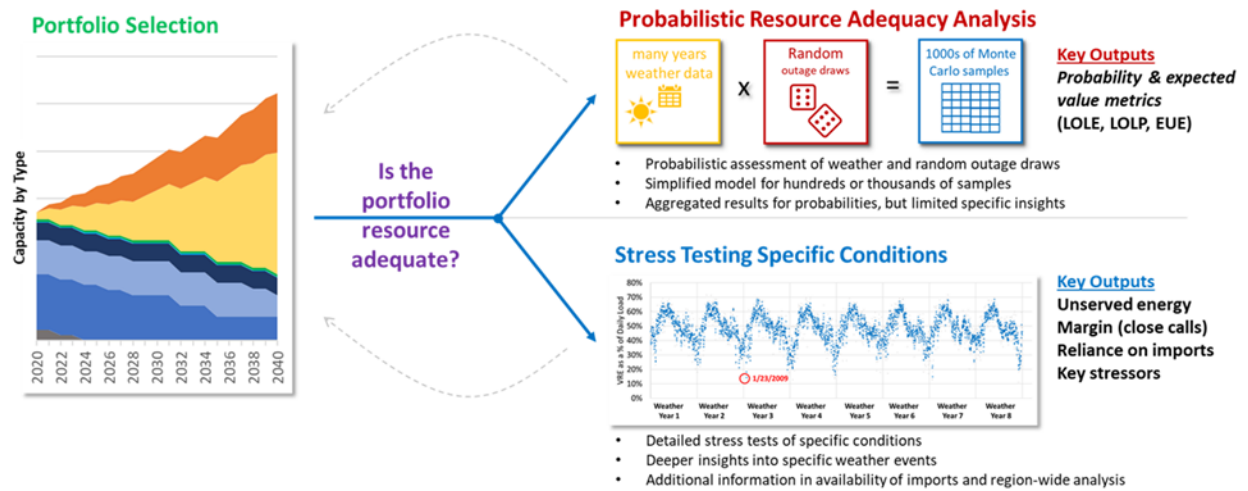 Portfolio Selection
Capacity by Type
2020
2022
2024
2026
2028
2030
2032
2034
2036
2038
2040
Is the
portfolio
resource
adequate?
Probabilistic Resource Adequacy Analysis
many years
weather data
x
Random
outage draws
=
1000s of Monte
Carlo samples
Key Outputs
Probability & expected
value metrics
(LOLE, LOLP, EUE)
• Probabilistic assessment of weather and random outage draws
• Simplified model for hundreds or thousands of samples
• Aggregated results for probabilities, but limited specific insights
Stress Testing Specific Conditions
VRE as a % of Daily Load
80%
70%
60%
50%
40%
30%
20%
10%
0%
1/23/2009
Weather
Year 1
Weather
Year 2
Weather
Year 3
Weather
Year 4
Weather
Year 5
Weather
Year 6
Weather
Year 7
Weather
Year 8
Key Outputs
Unserved energy
Margin (close calls)
Reliance on imports
Key stressors
• Detailed stress tests of specific conditions
• Deeper insights into specific weather events
• Additional information in availability of imports and region-wide analysis